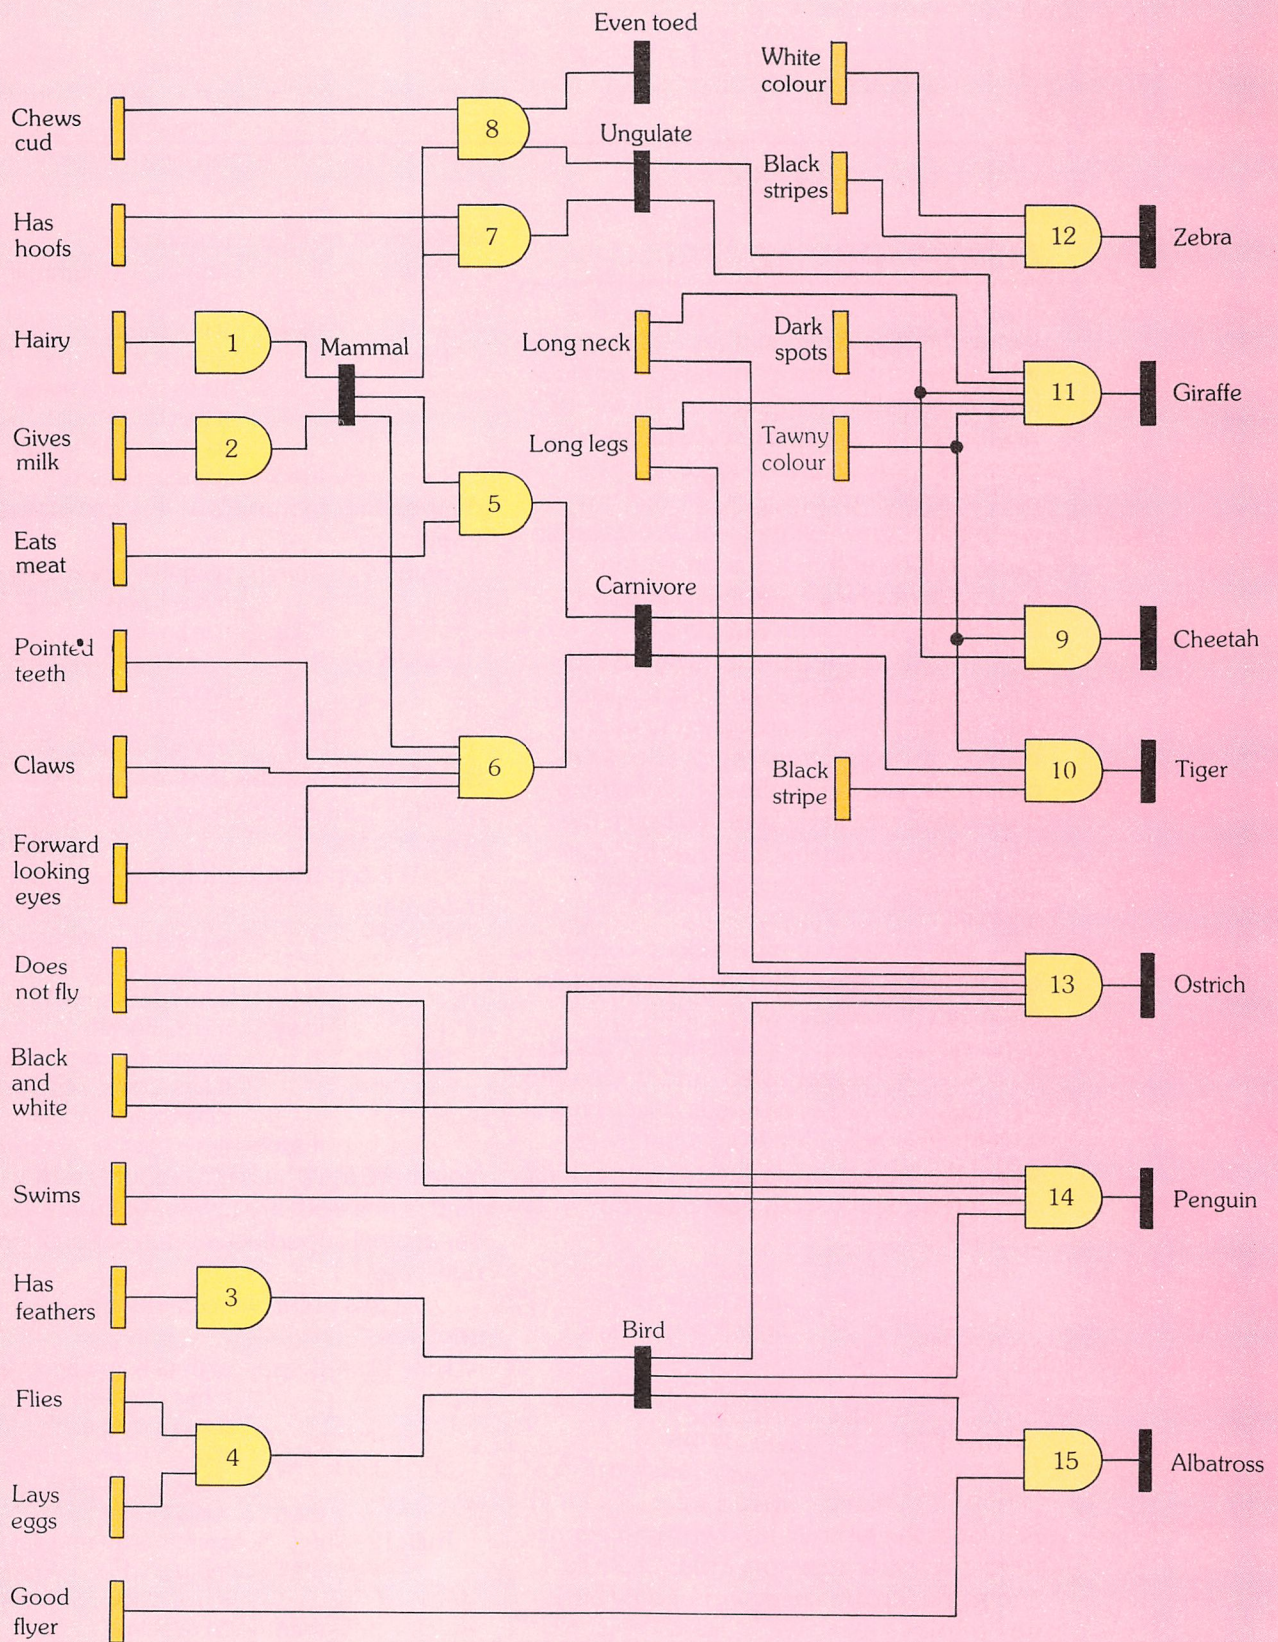 Even toed
White
colour
Chews
cud
8
Ungulate
Black
stripes
Has
hoofs
7
12
Zebra
Hairy
1
Mammal
Long neck
Dark
spots
11
Giraffe
Gives
milk
2
Long legs
Tawny
colour
5
Eats
meat
Carnivore
9
Cheetah
Pointed
teeth
Claws
6
Black
stripe
10
Tiger
Forward
looking
eyes
Does
not fly
13
Ostrich
Black
and
white
Swims
14
Penguin
Has
feathers
3
Bird
Flies
4
15
Albatross
Lays
eggs
Good
flyer